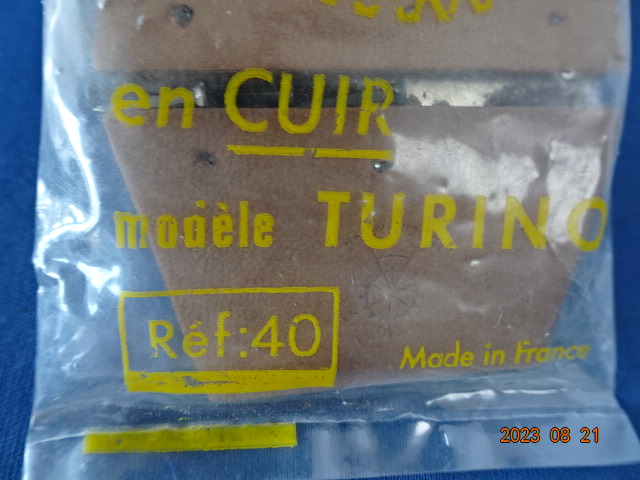 en CUIR
modèle TURINO
Réf:40
Made in France
2023 08 21